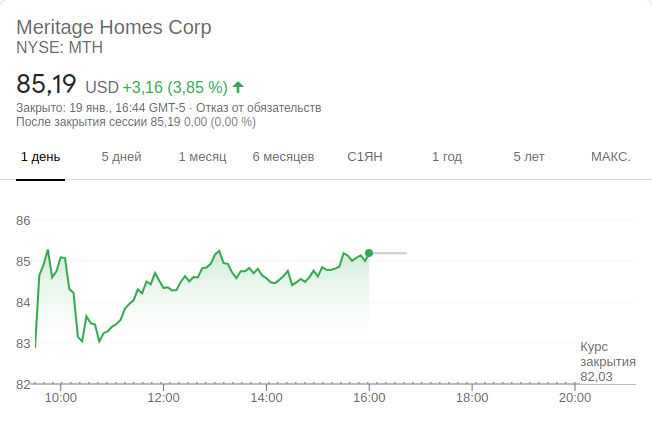 Meritage Homes Corp
NYSE: MTH
85,19 USD +3,16 (3,85 %)
Закрыто: 19 янв., 16:44 GMT-5 · Отказ от обязательств
После закрытия сессии 85,19 0,00 (0,00 %)
1 день 5 дней 1 месяц 6 месяцев С1ЯН 1 год 5 лет МАКС.
86
85
84
83
Курс
закрытия
82,03
82
10:00 12:00 14:00 16:00 18:00 20:00